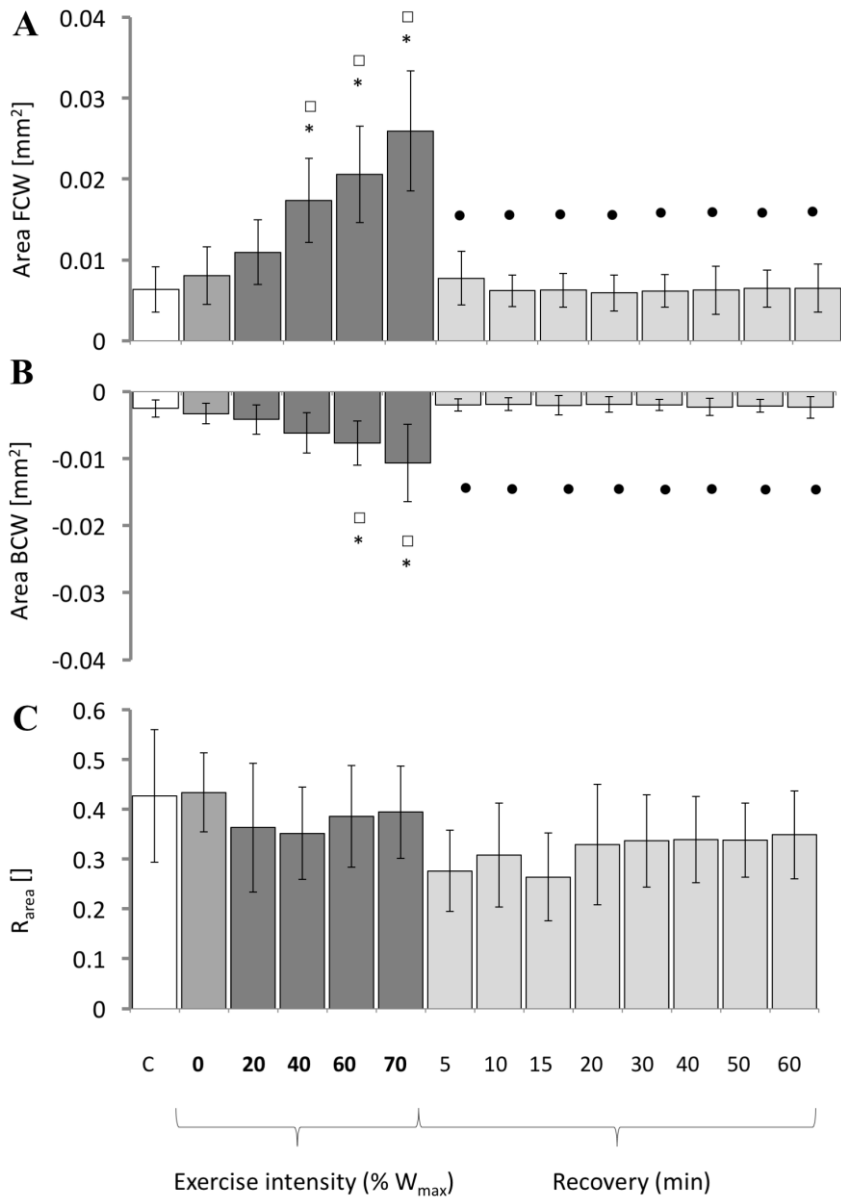 A
Area FCW [mm²]
0.04
0.03
0.02
0.01
0
□ □ □
* * *
• • • • • • • •
B
Area BCW [mm²]
0
-0.01
-0.02
-0.03
-0.04
• • • • • • • •
□ □
* *
C
R_area []
0.6
0.5
0.4
0.3
0.2
0.1
0
C 0 20 40 60 70 5 10 15 20 30 40 50 60
Exercise intensity (% W_max) Recovery (min)